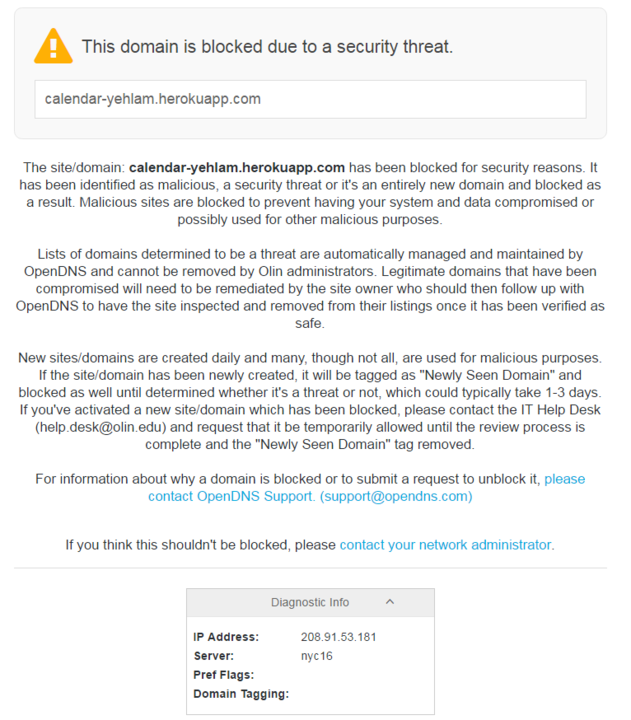 This domain is blocked due to a security threat.
calendar-yehlam.herokuapp.com
The site/domain: calendar-yehlam.herokuapp.com has been blocked for security reasons. It
has been identified as malicious, a security threat or it's an entirely new domain and blocked as
a result. Malicious sites are blocked to prevent having your system and data compromised or
possibly used for other malicious purposes.
Lists of domains determined to be a threat are automatically managed and maintained by
OpenDNS and cannot be removed by Olin administrators. Legitimate domains that have been
compromised will need to be remediated by the site owner who should then follow up with
OpenDNS to have the site inspected and removed from their listings once it has been verified as
safe.
New sites/domains are created daily and many, though not all, are used for malicious purposes.
If the site/domain has been newly created, it will be tagged as "Newly Seen Domain" and
blocked as well until determined whether it's a threat or not, which could typically take 1-3 days.
If you've activated a new site/domain which has been blocked, please contact the IT Help Desk
(help.desk@olin.edu) and request that it be temporarily allowed until the review process is
complete and the "Newly Seen Domain" tag removed.
For information about why a domain is blocked or to submit a request to unblock it, please
contact OpenDNS Support. (support@opendns.com)
If you think this shouldn't be blocked, please contact your network administrator.
Diagnostic Info
IP Address: 208.91.53.181
Server: nyc16
Pref Flags:
Domain Tagging: